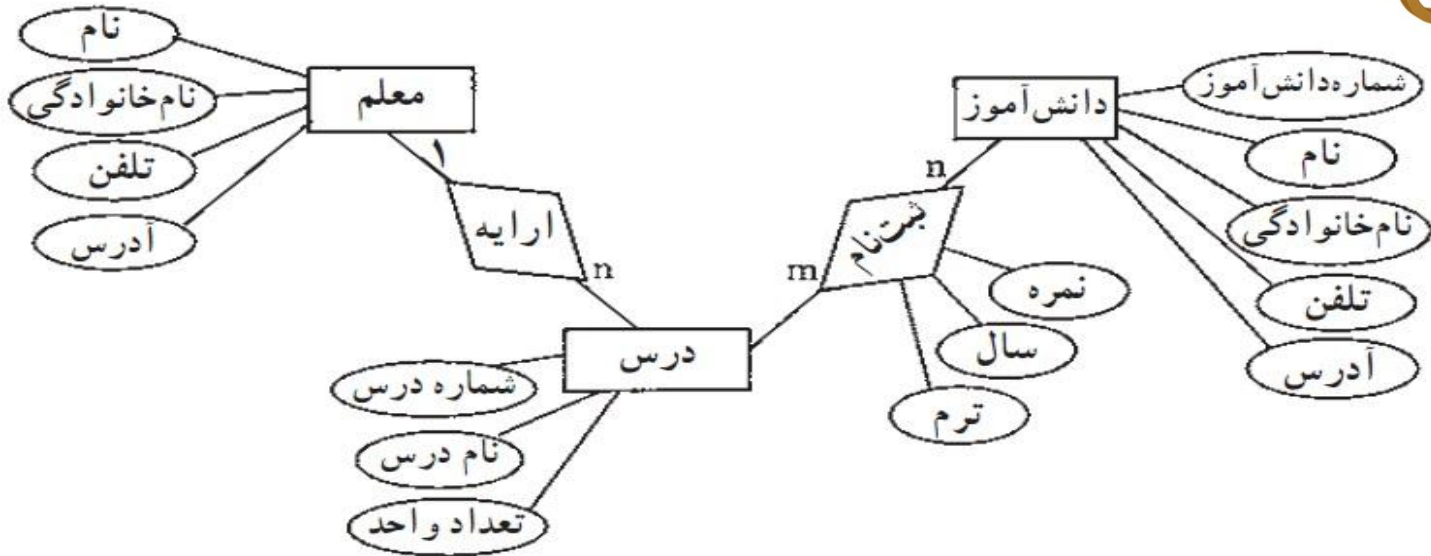 نام
نام‌خانوادگی
تلفن
آدرس
معلم
۱
ارایه
n
درس
شماره درس
نام درس
تعداد واحد
دانش‌آموز
n
ثبت‌نام
m
نمره
سال
ترم
شماره‌دانش‌آموز
نام
نام‌خانوادگی
تلفن
آدرس